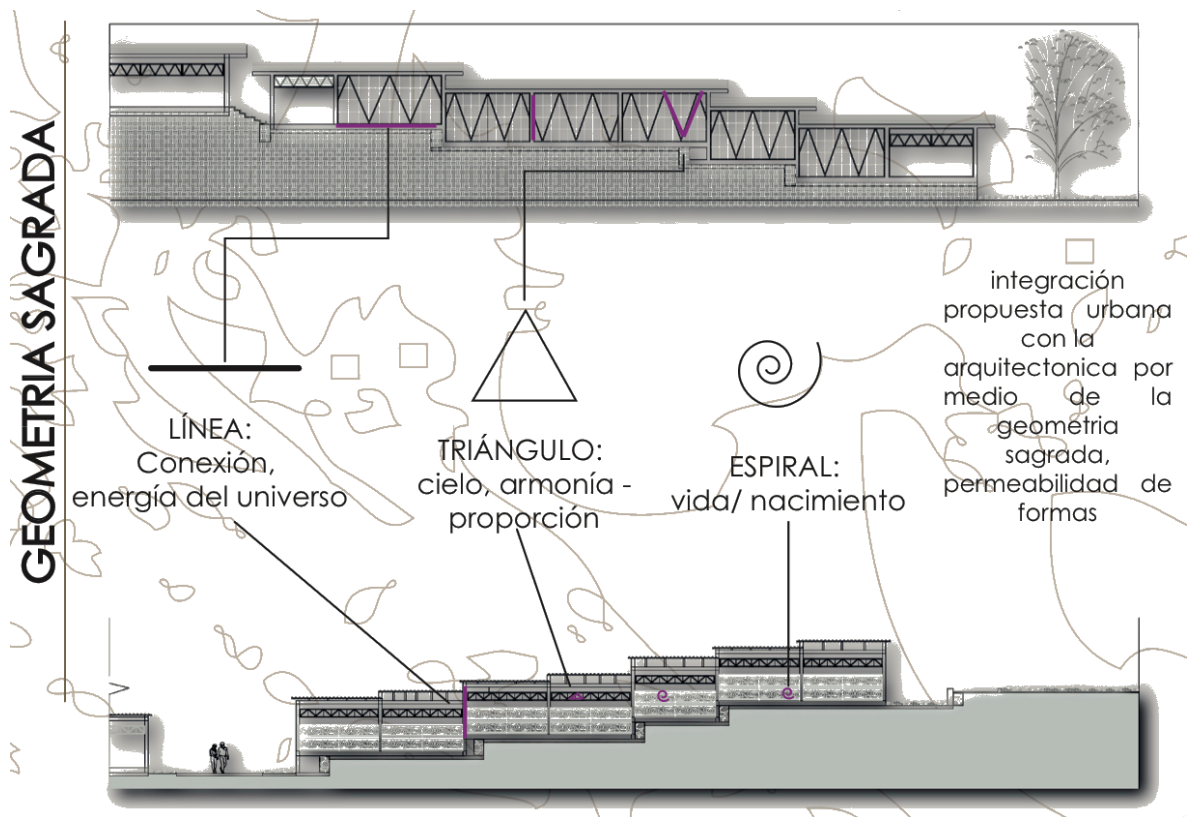 GEOMETRIA SAGRADA
LÍNEA:
Conexión,
energía del universo
TRIÁNGULO:
cielo, armonía -
proporción
ESPIRAL:
vida/ nacimiento
integración
propuesta urbana
con la
arquitectonica por
medio de la
geometria
sagrada,
permeabilidad de
formas